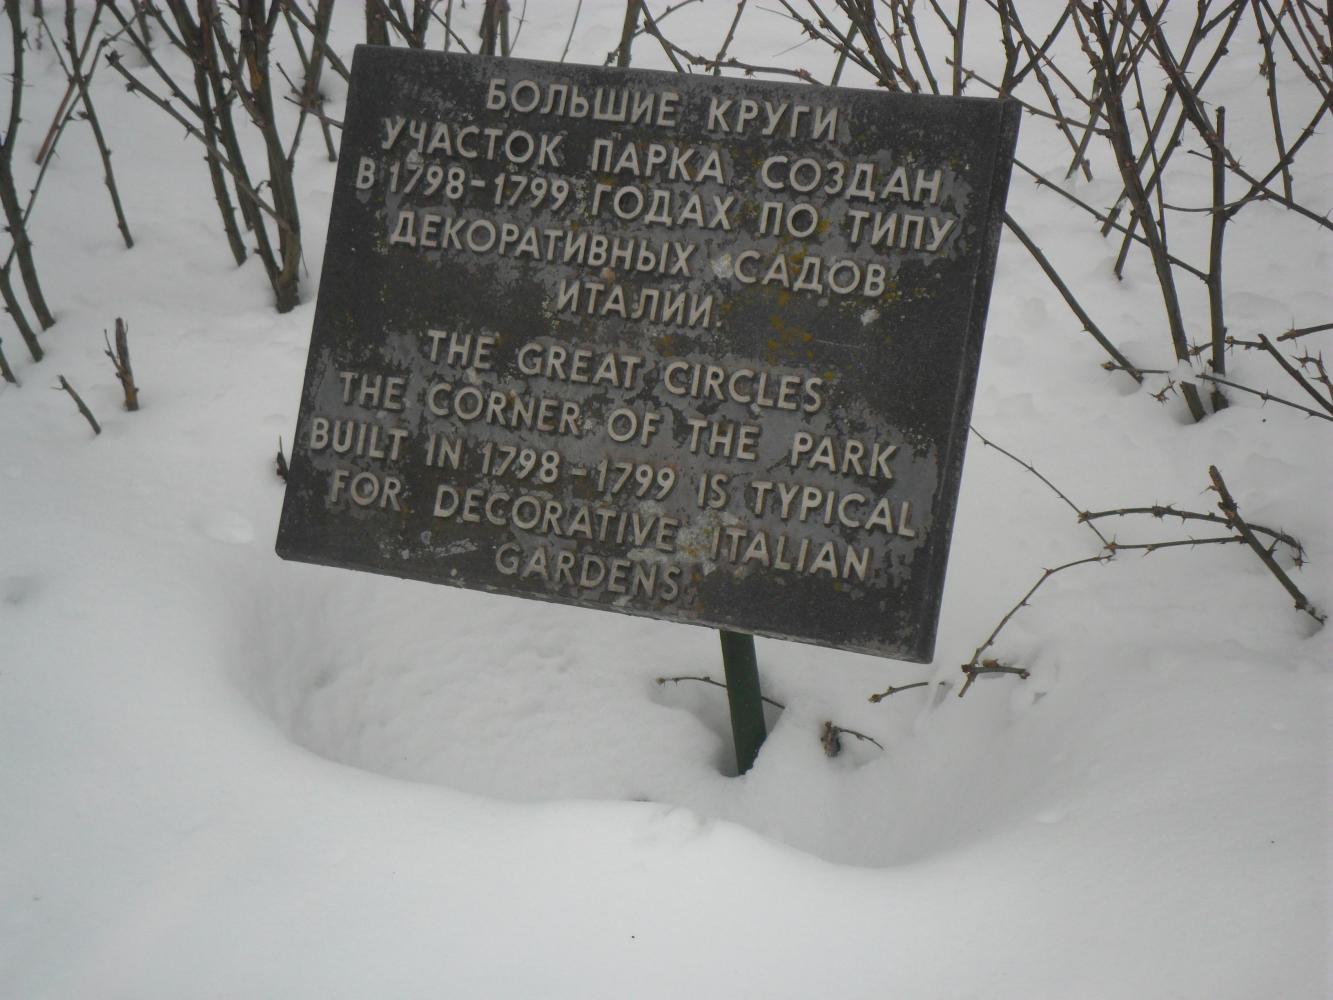 БОЛЬШИЕ КРУГИ
УЧАСТОК ПАРКА СОЗДАН
В 1798-1799 ГОДАХ ПО ТИПУ
ДЕКОРАТИВНЫХ САДОВ
ИТАЛИИ.
THE GREAT CIRCLES
THE CORNER OF THE PARK
BUILT IN 1798-1799 IS TYPICAL
FOR DECORATIVE ITALIAN
GARDENS.